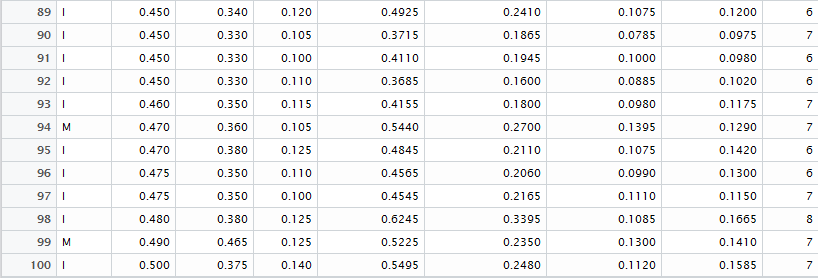 89 I 0.450 0.340 0.120 0.4925 0.2410 0.1075 0.1200 6
90 I 0.450 0.330 0.105 0.3715 0.1865 0.0785 0.0975 7
91 I 0.450 0.330 0.100 0.4110 0.1945 0.1000 0.0980 6
92 I 0.450 0.330 0.110 0.3685 0.1600 0.0885 0.1020 6
93 I 0.460 0.350 0.115 0.4155 0.1800 0.0980 0.1175 7
94 M 0.470 0.360 0.105 0.5440 0.2700 0.1395 0.1290 7
95 I 0.470 0.380 0.125 0.4845 0.2110 0.1075 0.1420 6
96 I 0.475 0.350 0.110 0.4565 0.2060 0.0990 0.1300 6
97 I 0.475 0.350 0.100 0.4545 0.2165 0.1110 0.1150 7
98 I 0.480 0.380 0.125 0.6245 0.3395 0.1085 0.1665 8
99 M 0.490 0.465 0.125 0.5225 0.2350 0.1300 0.1410 7
100 I 0.500 0.375 0.140 0.5495 0.2480 0.1120 0.1585 7